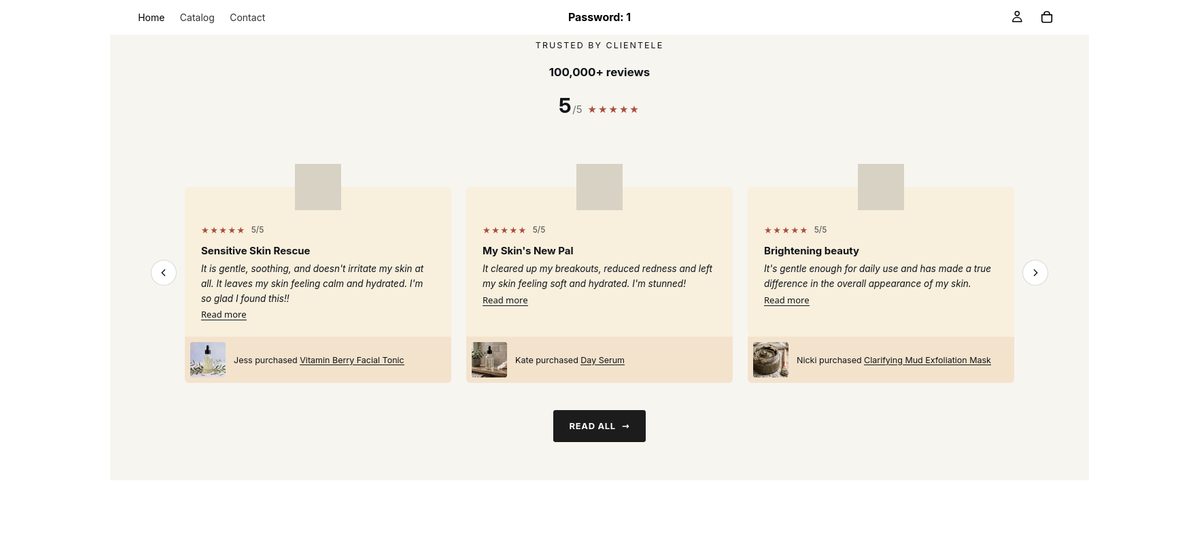 Home Catalog Contact Password: 1
TRUSTED BY CLIENTELE
100,000+ reviews
5/5 ★★★★★
★★★★★ 5/5
Sensitive Skin Rescue
It is gentle, soothing, and doesn't irritate my skin at
all. It leaves my skin feeling calm and hydrated. I'm
so glad I found this!!
Read more
Jess purchased Vitamin Berry Facial Tonic
★★★★★ 5/5
My Skin's New Pal
It cleared up my breakouts, reduced redness and left
my skin feeling soft and hydrated. I'm stunned!
Read more
Kate purchased Day Serum
★★★★★ 5/5
Brightening beauty
It's gentle enough for daily use and has made a true
difference in the overall appearance of my skin.
Read more
Nicki purchased Clarifying Mud Exfoliation Mask
READ ALL →